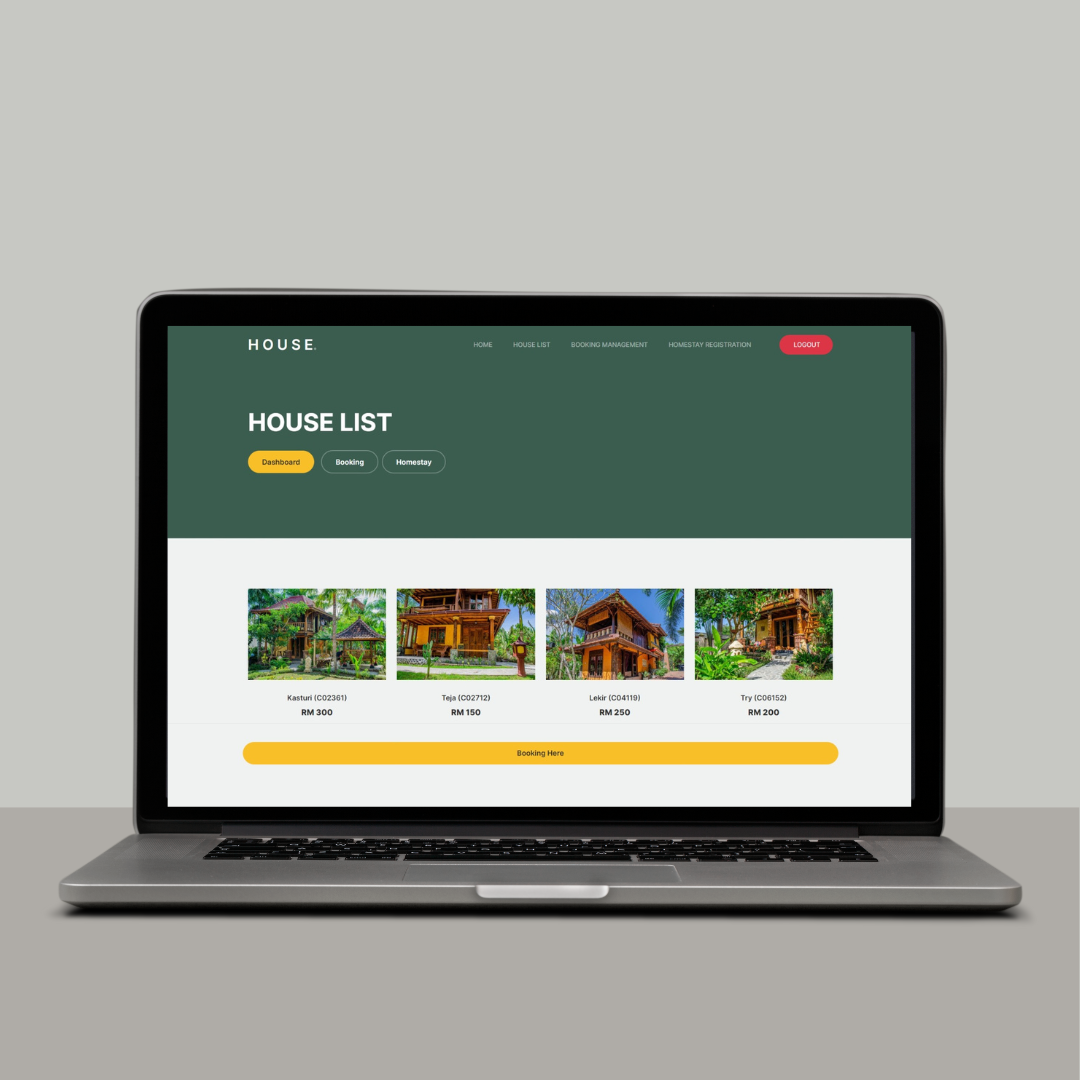 HOUSE.
HOME HOUSE LIST BOOKING MANAGEMENT HOMESTAY REGISTRATION LOGOUT
HOUSE LIST
Dashboard Booking Homestay
Kasturi (C02361) Teja (C02712) Lekir (C04119) Try (C06152)
RM 300 RM 150 RM 250 RM 200
Booking Here